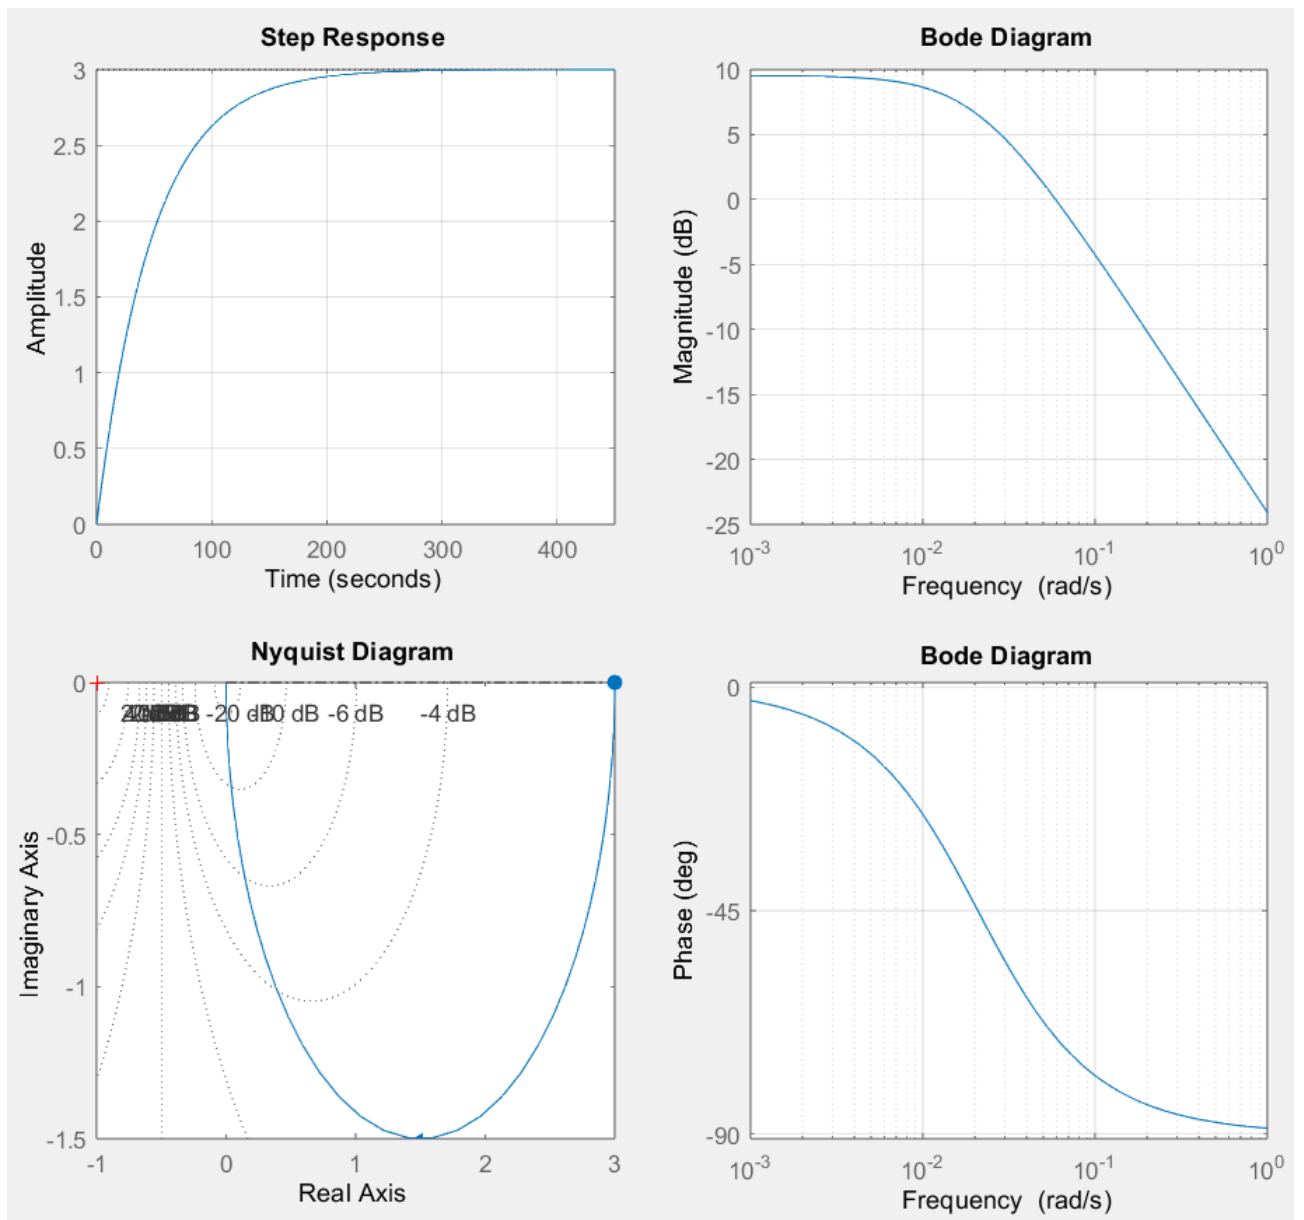 Step Response
3
2.5
2
1.5
1
0.5
0
Amplitude
0 100 200 300 400
Time (seconds)
Bode Diagram
10
5
0
-5
-10
-15
-20
-25
Magnitude (dB)
10^-3 10^-2 10^-1 10^0
Frequency (rad/s)
Nyquist Diagram
0
-0.5
-1
-1.5
Imaginary Axis
-20 dB -10 dB -6 dB -4 dB
-1 0 1 2 3
Real Axis
Bode Diagram
0
-45
-90
Phase (deg)
10^-3 10^-2 10^-1 10^0
Frequency (rad/s)